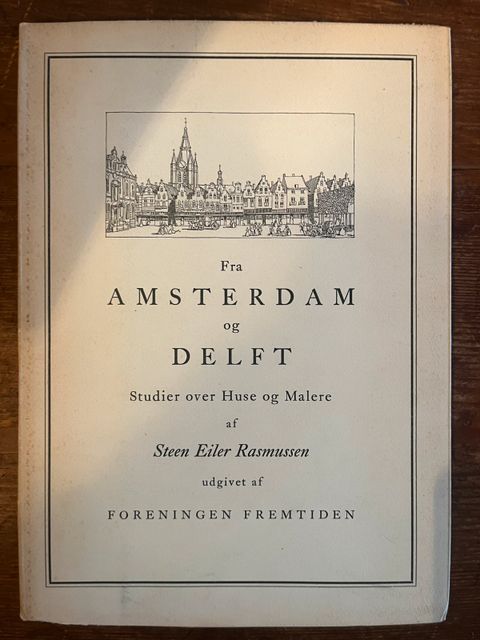 Fra
AMSTERDAM
og
DELFT
Studier over Huse og Malere
af
Steen Eiler Rasmussen
udgivet af
FORENINGEN FREMTIDEN